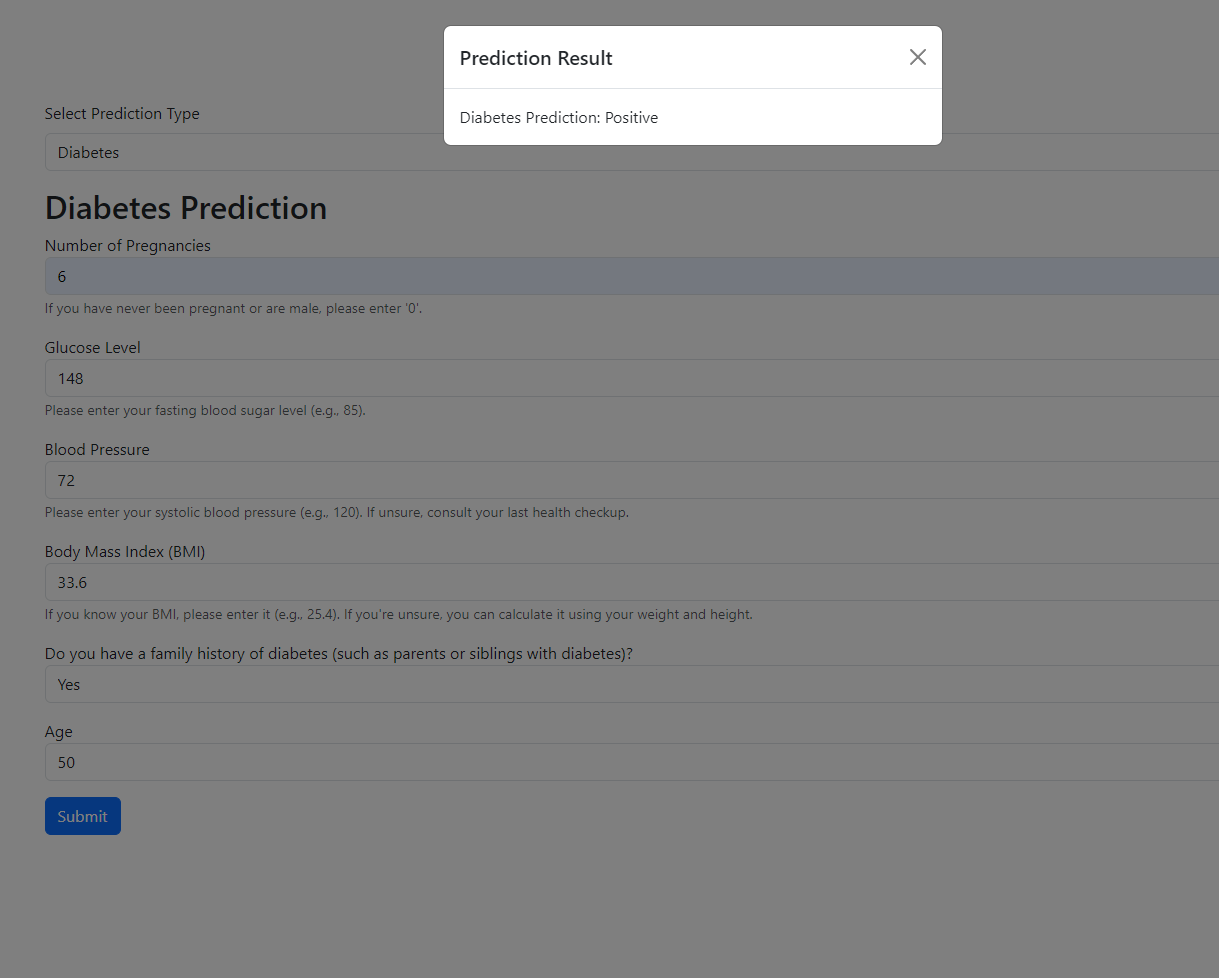 Prediction Result
Diabetes Prediction: Positive
Select Prediction Type
Diabetes
Diabetes Prediction
Number of Pregnancies
6
If you have never been pregnant or are male, please enter '0'.
Glucose Level
148
Please enter your fasting blood sugar level (e.g., 85).
Blood Pressure
72
Please enter your systolic blood pressure (e.g., 120). If unsure, consult your last health checkup.
Body Mass Index (BMI)
33.6
If you know your BMI, please enter it (e.g., 25.4). If you're unsure, you can calculate it using your weight and height.
Do you have a family history of diabetes (such as parents or siblings with diabetes)?
Yes
Age
50
Submit